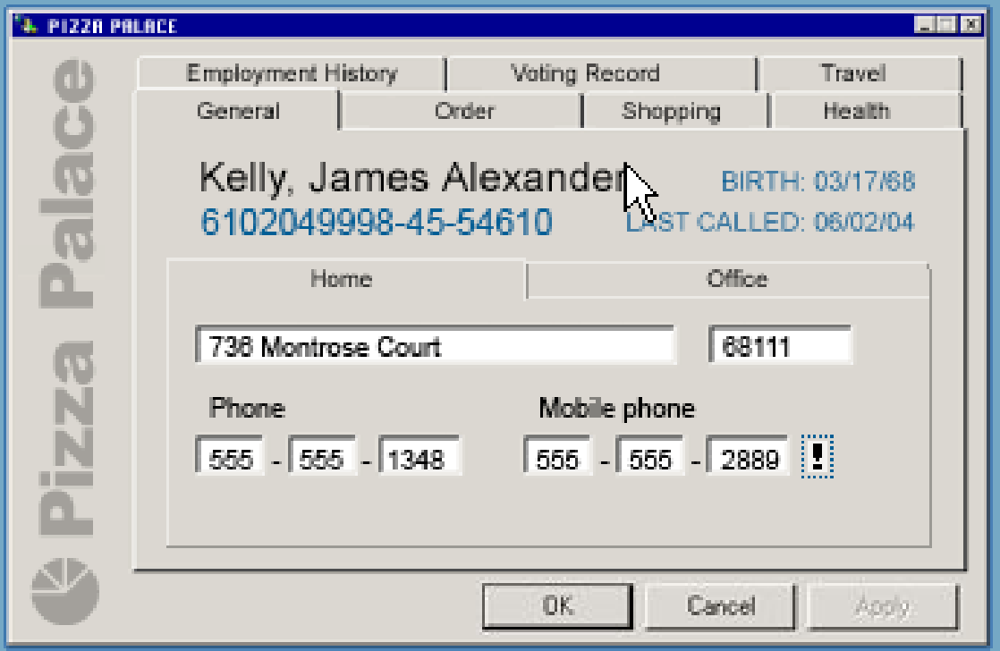 PIZZA PALACE
Pizza Palace
Employment History Voting Record Travel
General Order Shopping Health
Kelly, James Alexander BIRTH: 03/17/68
6102049998-45-54610 LAST CALLED: 06/02/04
Home Office
736 Montrose Court 68111
Phone Mobile phone
555 - 555 - 1348 555 - 555 - 2889 !
OK Cancel Apply